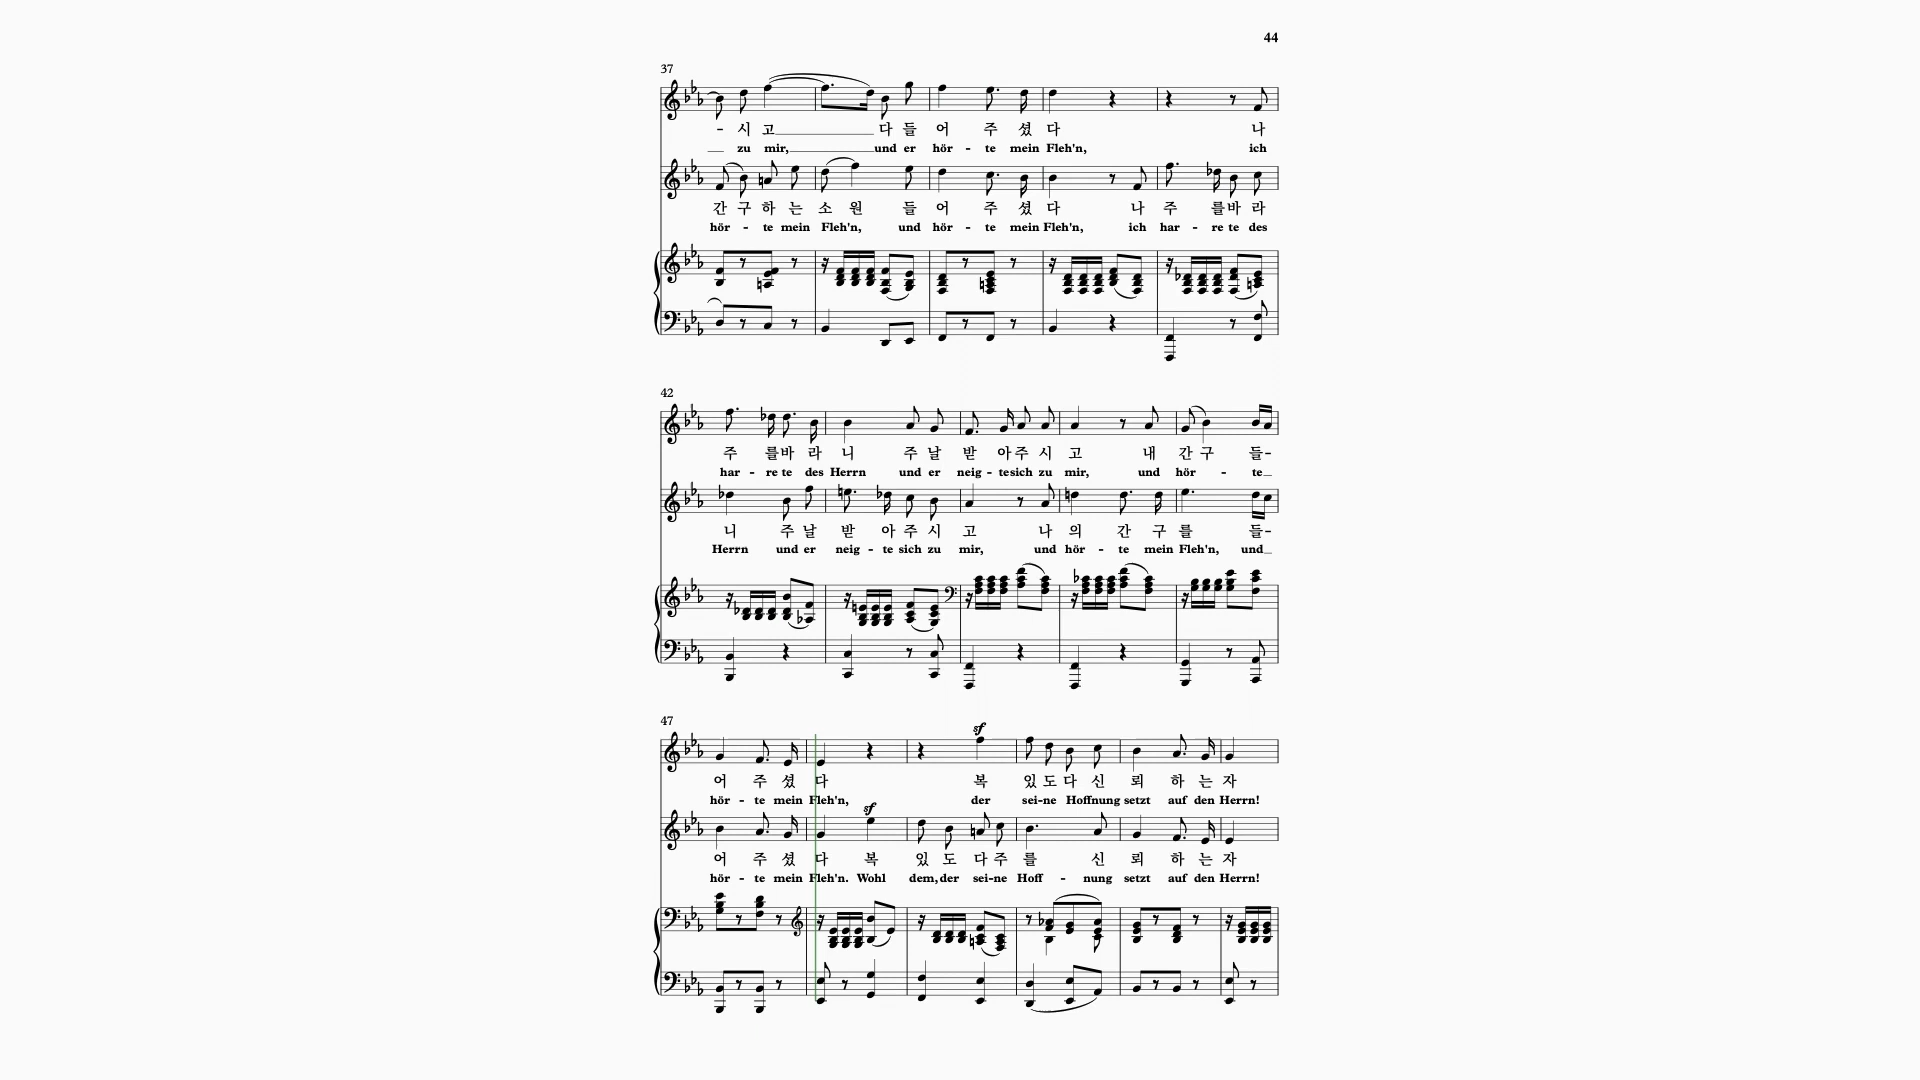 44
37
- 시 고 다 들 어 주 셨 다 나
zu mir, und er hör - te mein Fleh'n, ich
간 구 하 는 소 원 들 어 주 셨 다 나 주 를 바 라
hör - te mein Fleh'n, und hör - te mein Fleh'n, ich har - re te des
42
주 를 바 라 니 주 날 받 아 주 시 고 내 간 구 들-
har - re te des Herrn und er neig - te sich zu mir, und hör - te
니 주 날 받 아 주 시 고 나 의 간 구 를 들-
Herrn und er neig - te sich zu mir, und hör - te mein Fleh'n, und
47
sf
어 주 셨 다 복 있 도 다 신 뢰 하 는 자
hör - te mein Fleh'n, der sei-ne Hoffnung setzt auf den Herrn!
sf
어 주 셨 다 복 있 도 다 주 를 신 뢰 하 는 자
hör - te mein Fleh'n. Wohl dem, der sei-ne Hoff - nung setzt auf den Herrn!